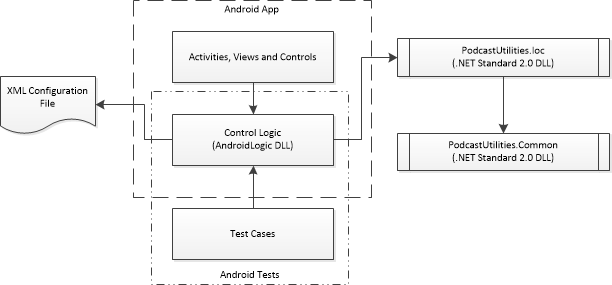 Android App
Activities, Views and Controls
PodcastUtilities.Ioc
(.NET Standard 2.0 DLL)
XML Configuration
File
Control Logic
(AndroidLogic DLL)
PodcastUtilities.Common
(.NET Standard 2.0 DLL)
Test Cases
Android Tests